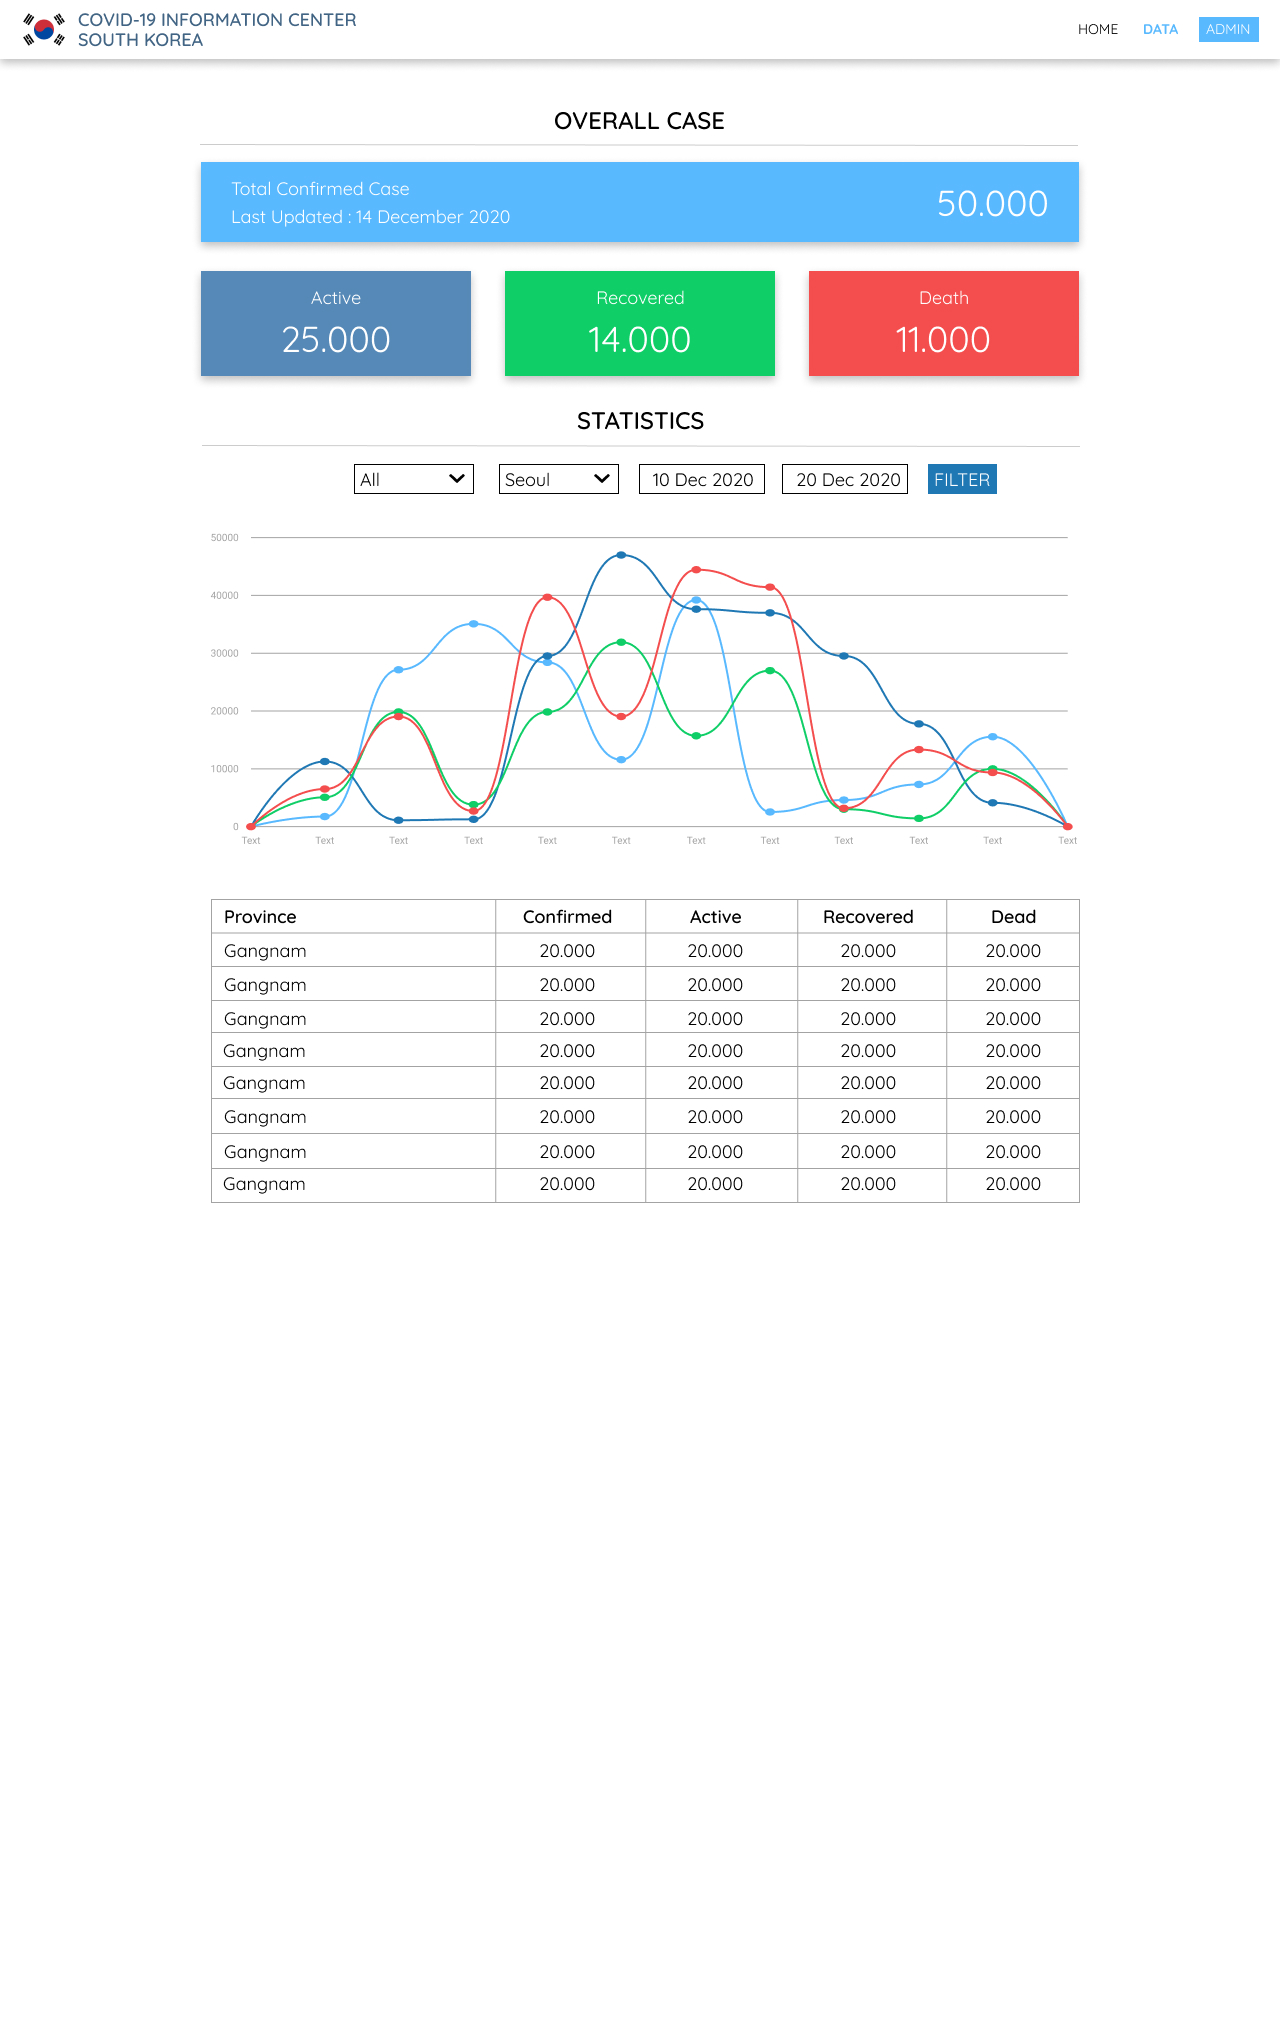 COVID-19 INFORMATION CENTER
SOUTH KOREA
HOME DATA ADMIN
OVERALL CASE
Total Confirmed Case
Last Updated : 14 December 2020
50.000
Active Recovered Death
25.000 14.000 11.000
STATISTICS
All Seoul 10 Dec 2020 20 Dec 2020 FILTER
50000
40000
30000
20000
10000
0
Text Text Text Text Text Text Text Text Text Text Text Text
Province Confirmed Active Recovered Dead
Gangnam 20.000 20.000 20.000 20.000
Gangnam 20.000 20.000 20.000 20.000
Gangnam 20.000 20.000 20.000 20.000
Gangnam 20.000 20.000 20.000 20.000
Gangnam 20.000 20.000 20.000 20.000
Gangnam 20.000 20.000 20.000 20.000
Gangnam 20.000 20.000 20.000 20.000
Gangnam 20.000 20.000 20.000 20.000